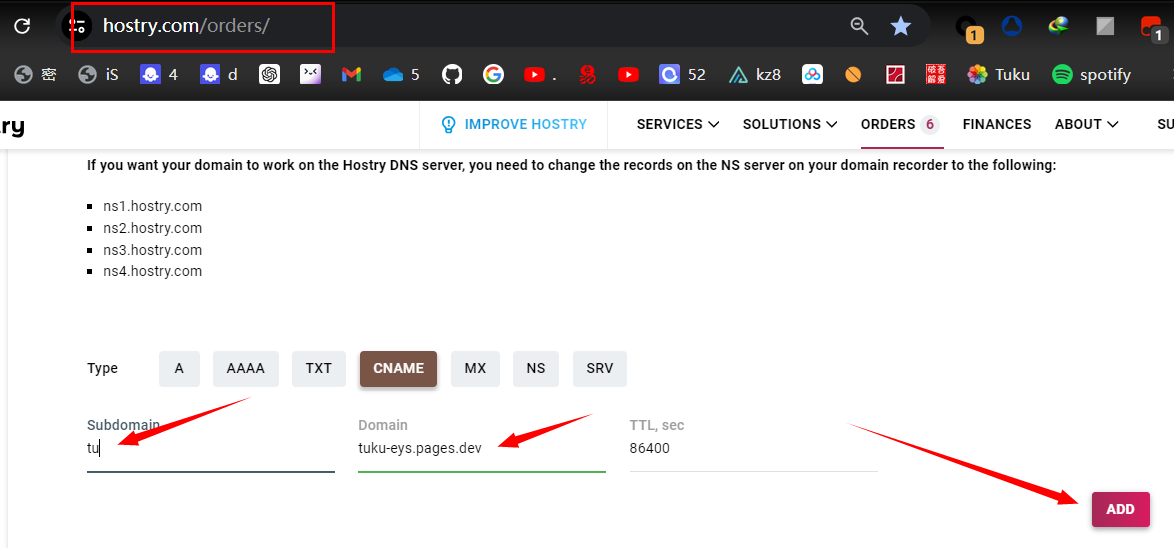 hostry.com/orders/
1
1
密 iS 4 d 5 . 52 kz8 破吾解爱 Tuku spotify
ry IMPROVE HOSTRY SERVICES SOLUTIONS ORDERS 6 FINANCES ABOUT SU
If you want your domain to work on the Hostry DNS server, you need to change the records on the NS server on your domain recorder to the following:
ns1.hostry.com
ns2.hostry.com
ns3.hostry.com
ns4.hostry.com
Type A AAAA TXT CNAME MX NS SRV
Subdomain Domain TTL, sec
tu tuku-eys.pages.dev 86400
ADD